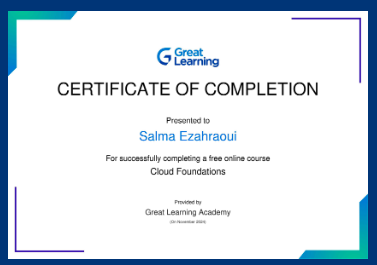 Great
Learning
CERTIFICATE OF COMPLETION
Presented to
Salma Ezahraoui
For successfully completing a free online course
Cloud Foundations
Provided by
Great Learning Academy